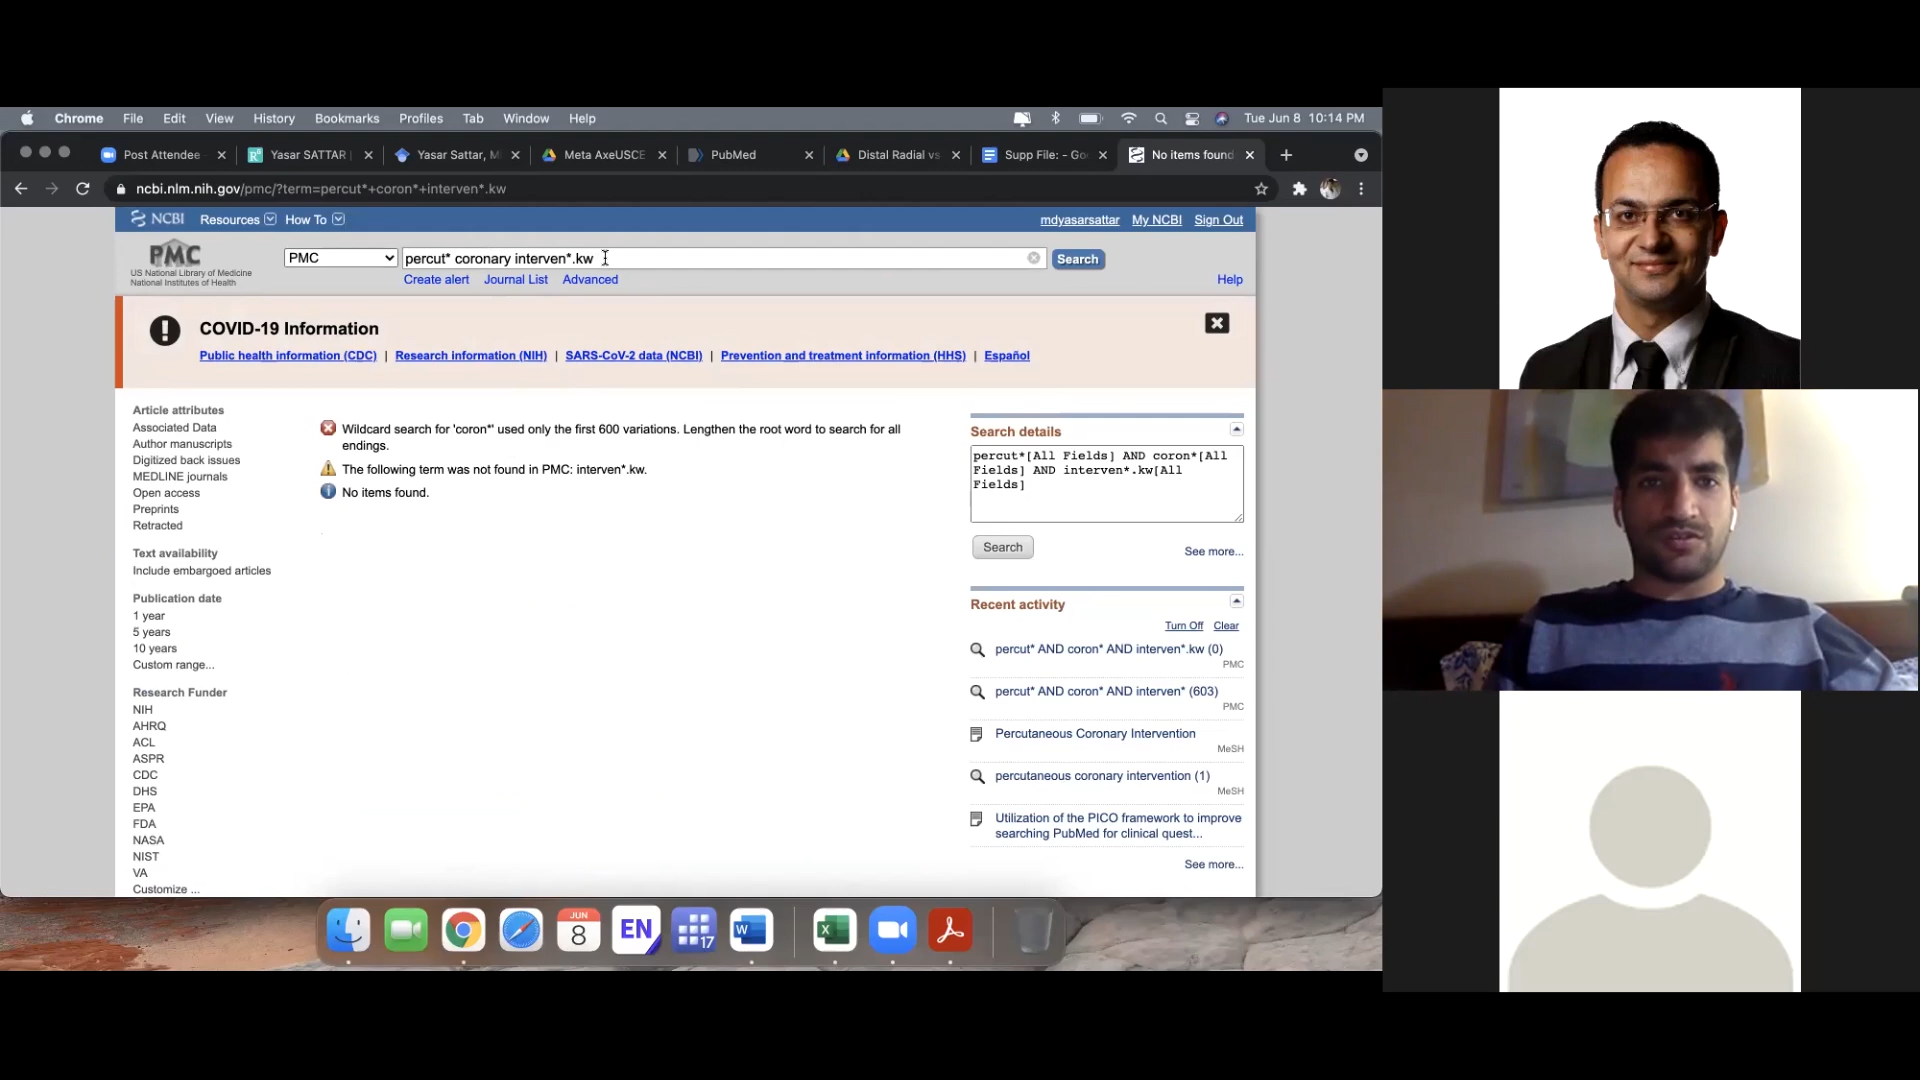 Chrome File Edit View History Bookmarks Profiles Tab Window Help Tue Jun 8 10:14 PM
Post Attendee Yasar SATTAR Yasar Sattar, M Meta AxeUSCE PubMed Distal Radial vs Supp File: - Go No items found
ncbi.nlm.nih.gov/pmc/?term=percut*+coron*+interven*.kw
NCBI Resources How To mdyasarsattar My NCBI Sign Out
PMC
US National Library of Medicine
National Institutes of Health
PMC percut* coronary interven*.kw Search
Create alert Journal List Advanced Help
COVID-19 Information
Public health information (CDC) | Research information (NIH) | SARS-CoV-2 data (NCBI) | Prevention and treatment information (HHS) | Español
Article attributes
Associated Data
Author manuscripts
Digitized back issues
MEDLINE journals
Open access
Preprints
Retracted
Text availability
Include embargoed articles
Publication date
1 year
5 years
10 years
Custom range...
Research Funder
NIH
AHRQ
ACL
ASPR
CDC
DHS
EPA
FDA
NASA
NIST
VA
Customize ...
Wildcard search for 'coron*' used only the first 600 variations. Lengthen the root word to search for all
endings.
The following term was not found in PMC: interven*.kw.
No items found.
Search details
percut*[All Fields] AND coron*[All
Fields] AND interven*.kw[All
Fields]
Search See more...
Recent activity
Turn Off Clear
percut* AND coron* AND interven*.kw (0)
PMC
percut* AND coron* AND interven* (603)
PMC
Percutaneous Coronary Intervention
MeSH
percutaneous coronary intervention (1)
MeSH
Utilization of the PICO framework to improve
searching PubMed for clinical quest...
See more...
JUN
8
EN
17
W
X